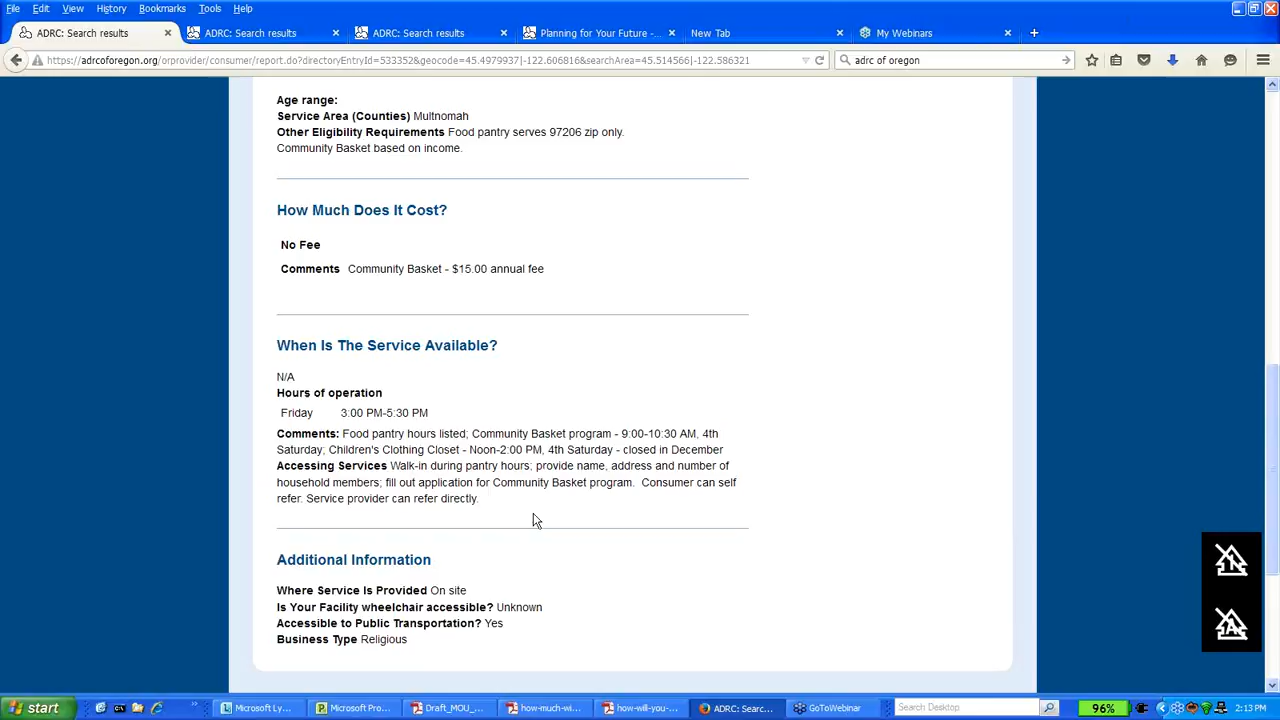 File Edit View History Bookmarks Tools Help
ADRC: Search results × ADRC: Search results × ADRC: Search results × Planning for Your Future -... × New Tab × My Webinars × +
https://adrcoforegon.org/orprovider/consumer/report.do?directoryEntryId=533352&geocode=45.4979937|-122.606816&searchArea=45.514566|-122.586321
adrc of oregon
Age range:
Service Area (Counties) Multnomah
Other Eligibility Requirements Food pantry serves 97206 zip only.
Community Basket based on income.
How Much Does It Cost?
No Fee
Comments Community Basket - $15.00 annual fee
When Is The Service Available?
N/A
Hours of operation
Friday 3:00 PM-5:30 PM
Comments: Food pantry hours listed; Community Basket program - 9:00-10:30 AM, 4th
Saturday; Children's Clothing Closet - Noon-2:00 PM, 4th Saturday - closed in December
Accessing Services Walk-in during pantry hours; provide name, address and number of
household members; fill out application for Community Basket program. Consumer can self
refer. Service provider can refer directly.
Additional Information
Where Service Is Provided On site
Is Your Facility wheelchair accessible? Unknown
Accessible to Public Transportation? Yes
Business Type Religious
start Microsoft Ly... Microsoft Pro... Draft_MOU_... how-much-wi... how-will-you-... ADRC: Searc... GoToWebinar Search Desktop 96% 2:13 PM